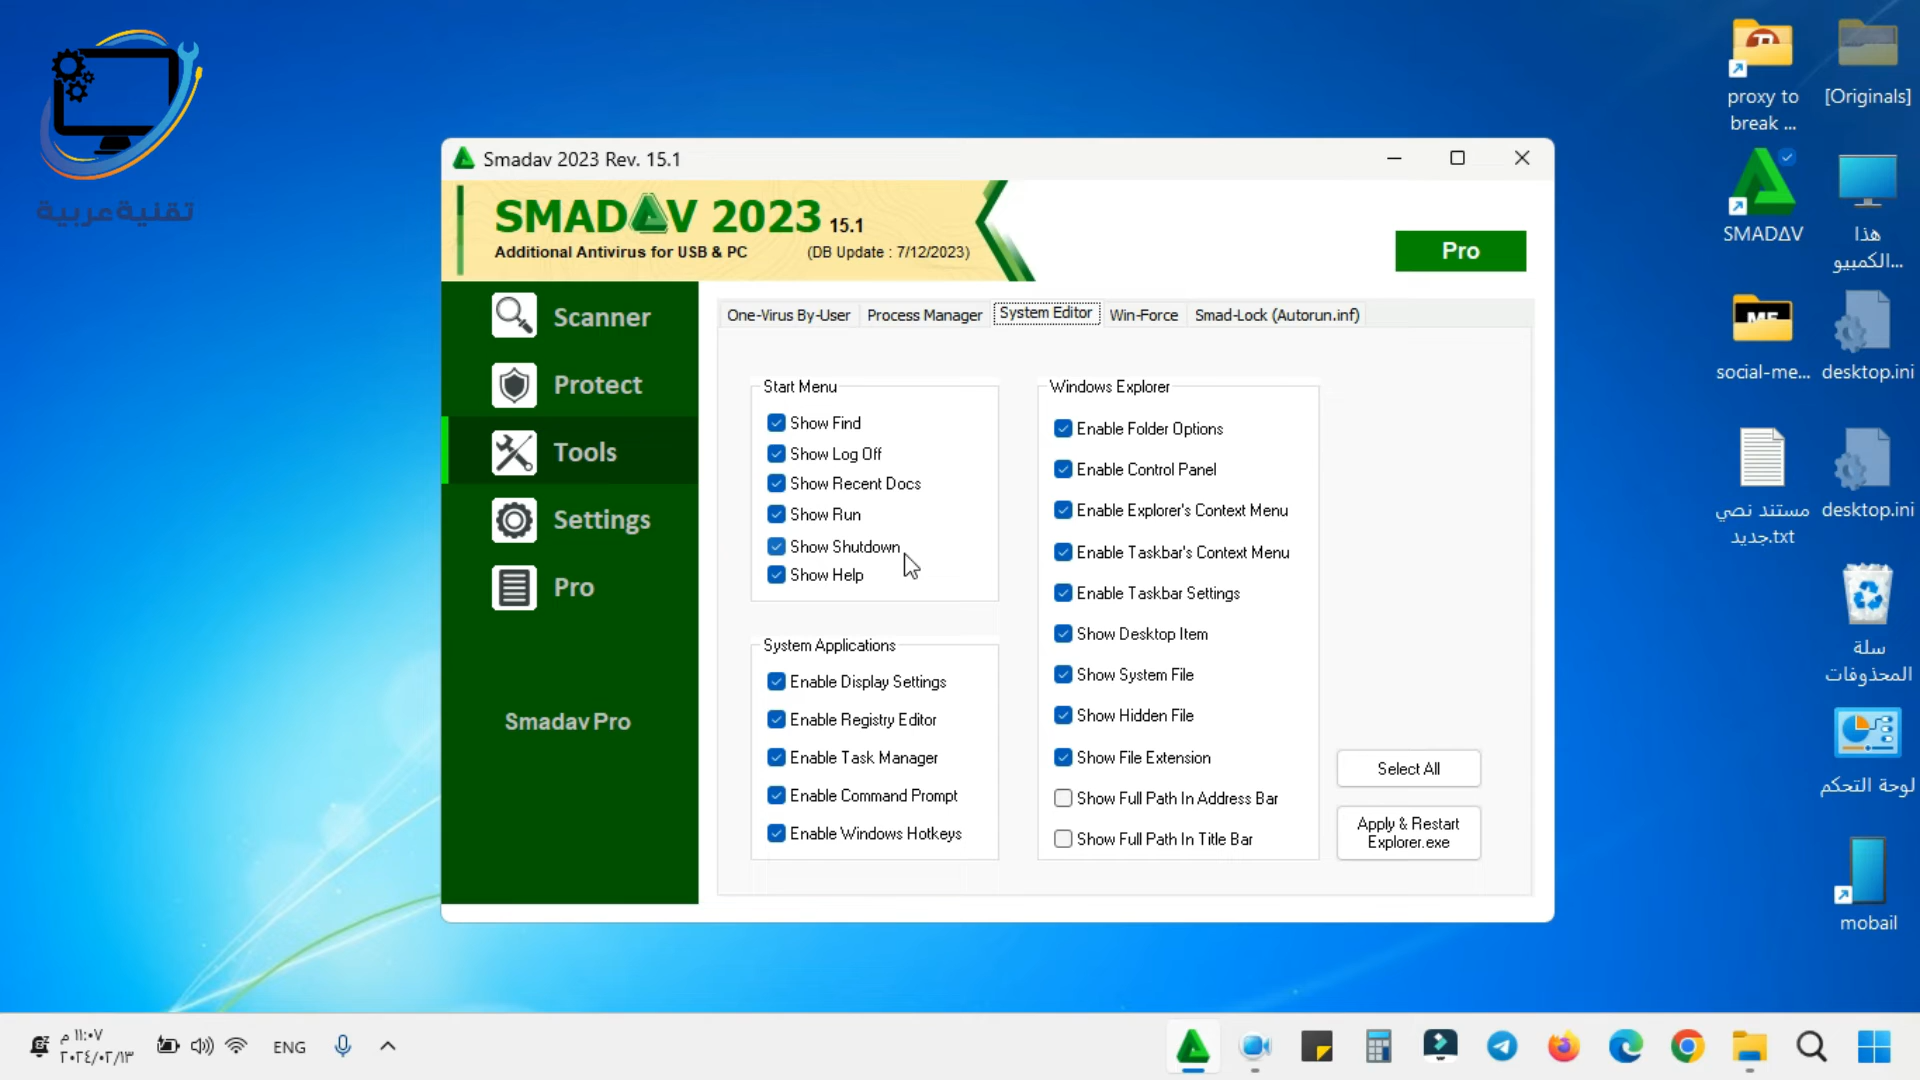 تقنية عربية
Smadav 2023 Rev. 15.1
SMADΔV 2023 15.1
Additional Antivirus for USB & PC
(DB Update : 7/12/2023)
Pro
Scanner
Protect
Tools
Settings
Pro
Smadav Pro
One-Virus By-User
Process Manager
System Editor
Win-Force
Smad-Lock (Autorun.inf)
Start Menu
Show Find
Show Log Off
Show Recent Docs
Show Run
Show Shutdown
Show Help
System Applications
Enable Display Settings
Enable Registry Editor
Enable Task Manager
Enable Command Prompt
Enable Windows Hotkeys
Windows Explorer
Enable Folder Options
Enable Control Panel
Enable Explorer's Context Menu
Enable Taskbar's Context Menu
Enable Taskbar Settings
Show Desktop Item
Show System File
Show Hidden File
Show File Extension
Show Full Path In Address Bar
Show Full Path In Title Bar
Select All
Apply & Restart
Explorer.exe
proxy to
break ...
[Originals]
SMADΔV
هذا
الكمبيو...
social-me...
desktop.ini
مستند نصي
جديد.txt
desktop.ini
سلة
المحذوفات
لوحة التحكم
mobail
١١:٠٧ م
٢٠٢٤/٠٢/١٣
ENG